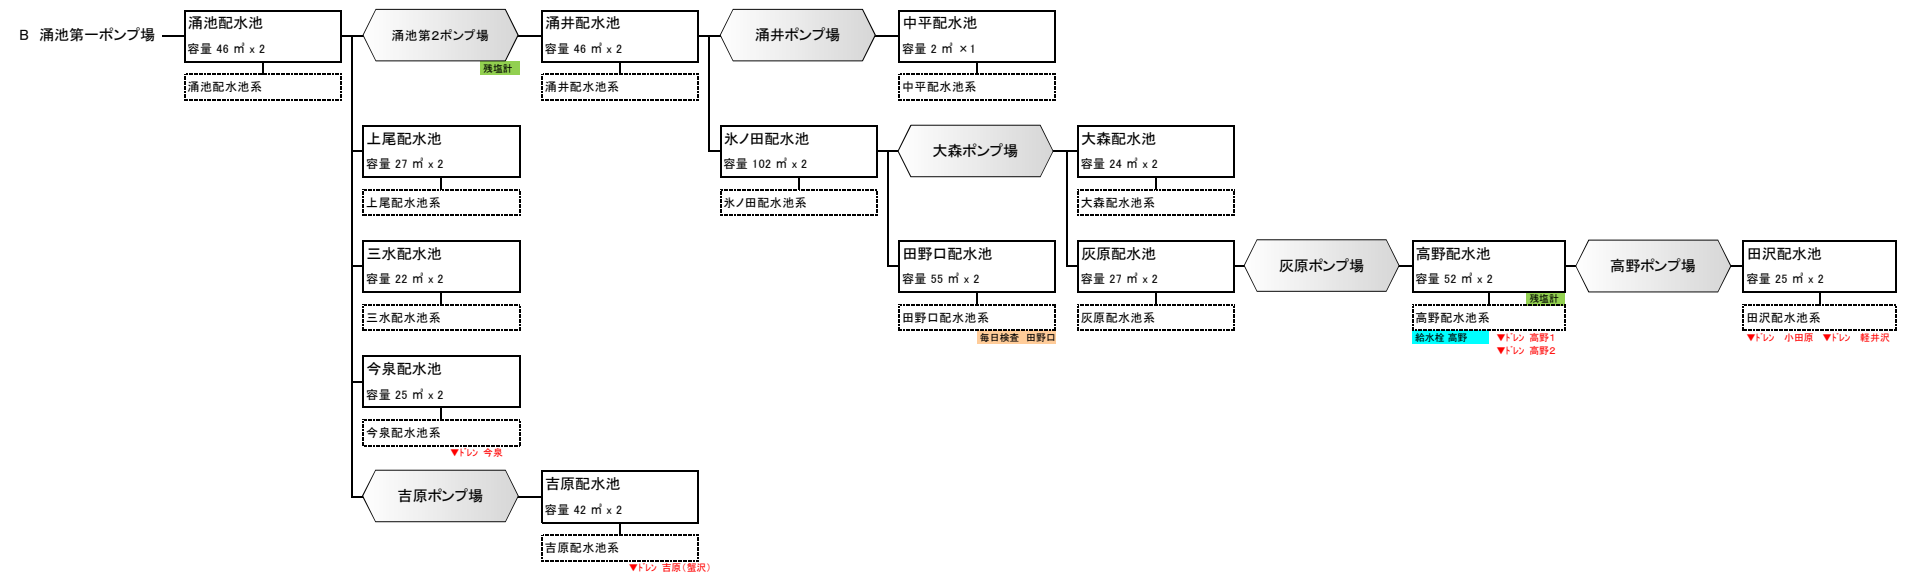 B 涌池第一ポンプ場
涌池配水池
容量 46 ㎥ x 2
涌池配水池系
涌池第2ポンプ場
残塩計
涌井配水池
容量 46 ㎥ x 2
涌井配水池系
涌井ポンプ場
中平配水池
容量 2 ㎥ ×1
中平配水池系
上尾配水池
容量 27 ㎥ x 2
上尾配水池系
氷ノ田配水池
容量 102 ㎥ x 2
氷ノ田配水池系
大森ポンプ場
大森配水池
容量 24 ㎥ x 2
大森配水池系
三水配水池
容量 22 ㎥ x 2
三水配水池系
田野口配水池
容量 55 ㎥ x 2
田野口配水池系
毎日検査 田野口
灰原配水池
容量 27 ㎥ x 2
灰原配水池系
灰原ポンプ場
高野配水池
容量 52 ㎥ x 2
残塩計
高野配水池系
給水栓 高野
▼ﾄﾞﾚﾝ 高野1
▼ﾄﾞﾚﾝ 高野2
高野ポンプ場
田沢配水池
容量 25 ㎥ x 2
田沢配水池系
▼ﾄﾞﾚﾝ 小田原 ▼ﾄﾞﾚﾝ 軽井沢
今泉配水池
容量 25 ㎥ x 2
今泉配水池系
▼ﾄﾞﾚﾝ 今泉
吉原ポンプ場
吉原配水池
容量 42 ㎥ x 2
吉原配水池系
▼ﾄﾞﾚﾝ 吉原(蟹沢)